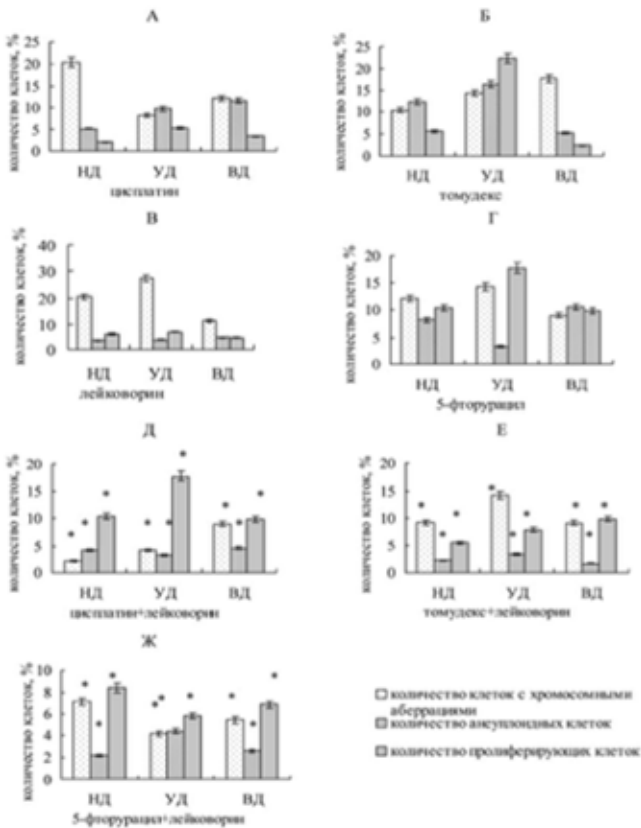 А
количество клеток, %
25
20
15
10
5
0
НД УД ВД
цисплатин
Б
количество клеток, %
25
20
15
10
5
0
НД УД ВД
томудекс
В
количество клеток, %
40
30
20
10
0
НД УД ВД
лейковорин
Г
количество клеток, %
20
15
10
5
0
НД УД ВД
5-фторурацил
Д
количество клеток, %
20
15
10
5
0
* * * * * * * * *
НД УД ВД
цисплатин+лейковорин
Е
количество клеток, %
20
15
10
5
0
* * * * * * * * *
НД УД ВД
томудекс+лейковорин
Ж
количество клеток, %
10
8
6
4
2
0
* * * * * * * * *
НД УД ВД
5-фторурацил+лейковорин
количество клеток с хромосомными
аберрациями
количество анеуплоидных клеток
количество пролиферирующих клеток